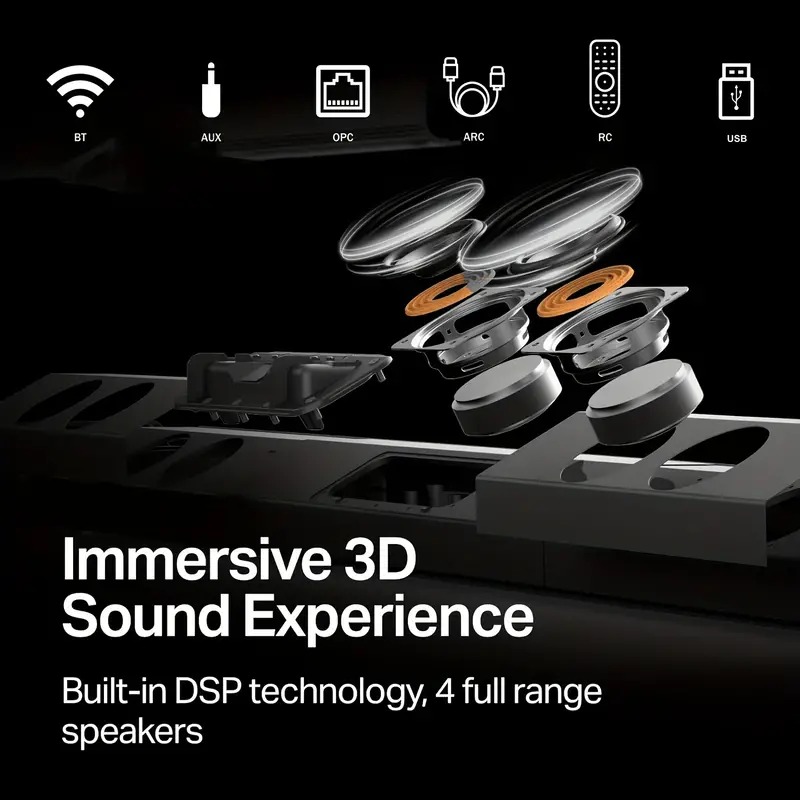 BT
AUX
OPC
ARC
RC
USB
Immersive 3D
Sound Experience
Built-in DSP technology, 4 full range
speakers